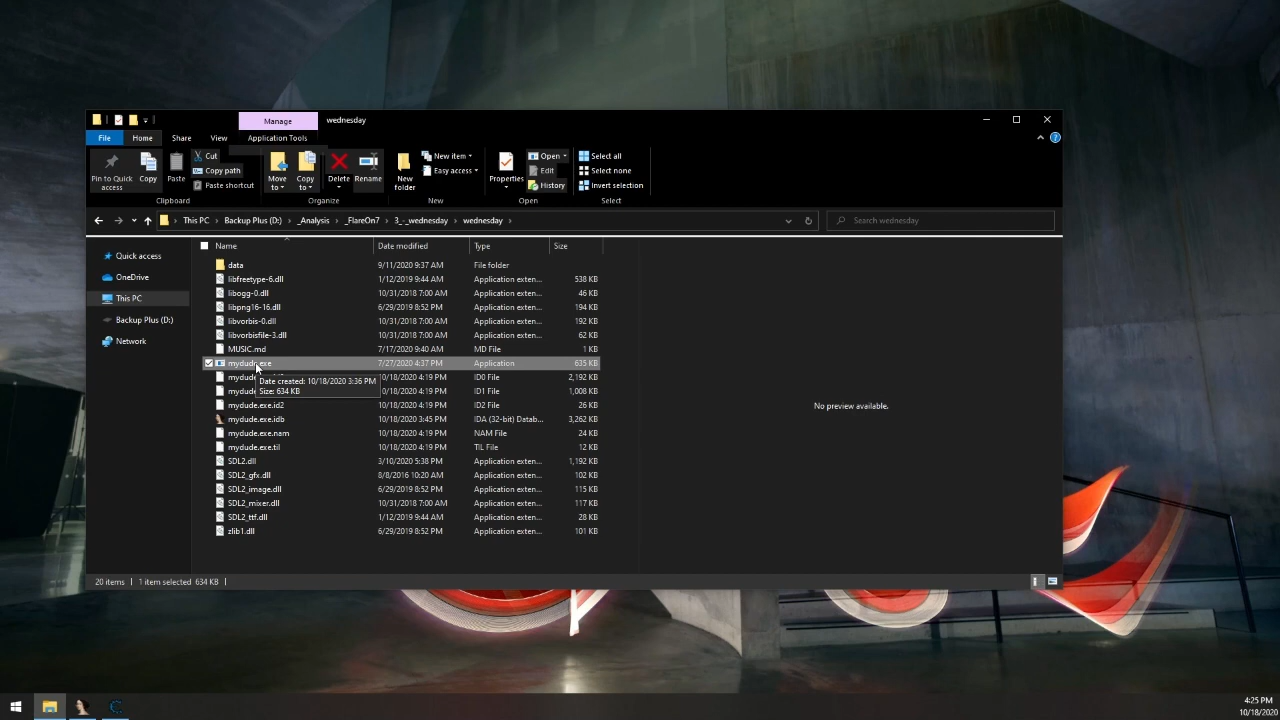 Manage
wednesday
File
Home
Share
View
Application Tools
Pin to Quick access
Copy
Paste
Cut
Copy path
Paste shortcut
Clipboard
Move to
Copy to
Delete
Rename
Organize
New folder
New item
Easy access
New
Properties
Open
Edit
History
Open
Select all
Select none
Invert selection
Select
This PC > Backup Plus (D:) > _Analysis > _FlareOn7 > 3_-_wednesday > wednesday >
Search wednesday
Quick access
OneDrive
This PC
Backup Plus (D:)
Network
Name Date modified Type Size
data 9/11/2020 9:37 AM File folder
libfreetype-6.dll 1/12/2019 9:44 AM Application exten... 538 KB
libogg-0.dll 10/31/2018 7:00 AM Application exten... 46 KB
libpng16-16.dll 6/29/2019 8:52 PM Application exten... 194 KB
libvorbis-0.dll 10/31/2018 7:00 AM Application exten... 192 KB
libvorbisfile-3.dll 10/31/2018 7:00 AM Application exten... 62 KB
MUSIC.md 7/17/2020 9:40 AM MD File 1 KB
mydude.exe 7/27/2020 4:37 PM Application 635 KB
10/18/2020 4:19 PM ID0 File 2,192 KB
Date created: 10/18/2020 3:36 PM
Size: 634 KB
10/18/2020 4:19 PM ID1 File 1,008 KB
mydude.exe.id2 10/18/2020 4:19 PM ID2 File 26 KB
mydude.exe.idb 10/18/2020 3:45 PM IDA (32-bit) Datab... 3,262 KB
mydude.exe.nam 10/18/2020 4:19 PM NAM File 24 KB
mydude.exe.til 10/18/2020 4:19 PM TIL File 12 KB
SDL2.dll 3/10/2020 5:38 PM Application exten... 1,192 KB
SDL2_gfx.dll 8/8/2016 10:20 AM Application exten... 102 KB
SDL2_image.dll 6/29/2019 8:52 PM Application exten... 115 KB
SDL2_mixer.dll 10/31/2018 7:00 AM Application exten... 117 KB
SDL2_ttf.dll 1/12/2019 9:44 AM Application exten... 28 KB
zlib1.dll 6/29/2019 8:52 PM Application exten... 101 KB
No preview available.
20 items 1 item selected 634 KB
4:25 PM
10/18/2020